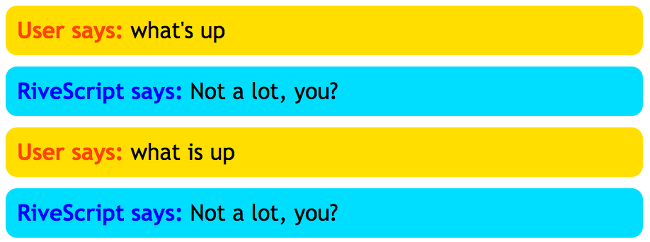 User says: what's up
RiveScript says: Not a lot, you?
User says: what is up
RiveScript says: Not a lot, you?